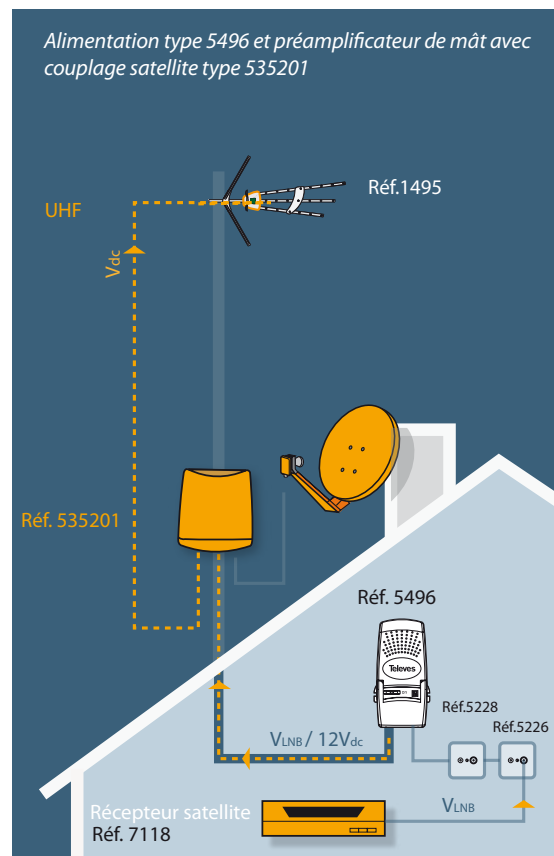 Alimentation type 5496 et préamplificateur de mât avec
couplage satellite type 535201
Réf.1495
UHF
Vdc
Réf. 535201
Réf. 5496
Televes
Réf.5228
Réf.5226
VLNB / 12Vdc
VLNB
Récepteur satellite
Réf. 7118